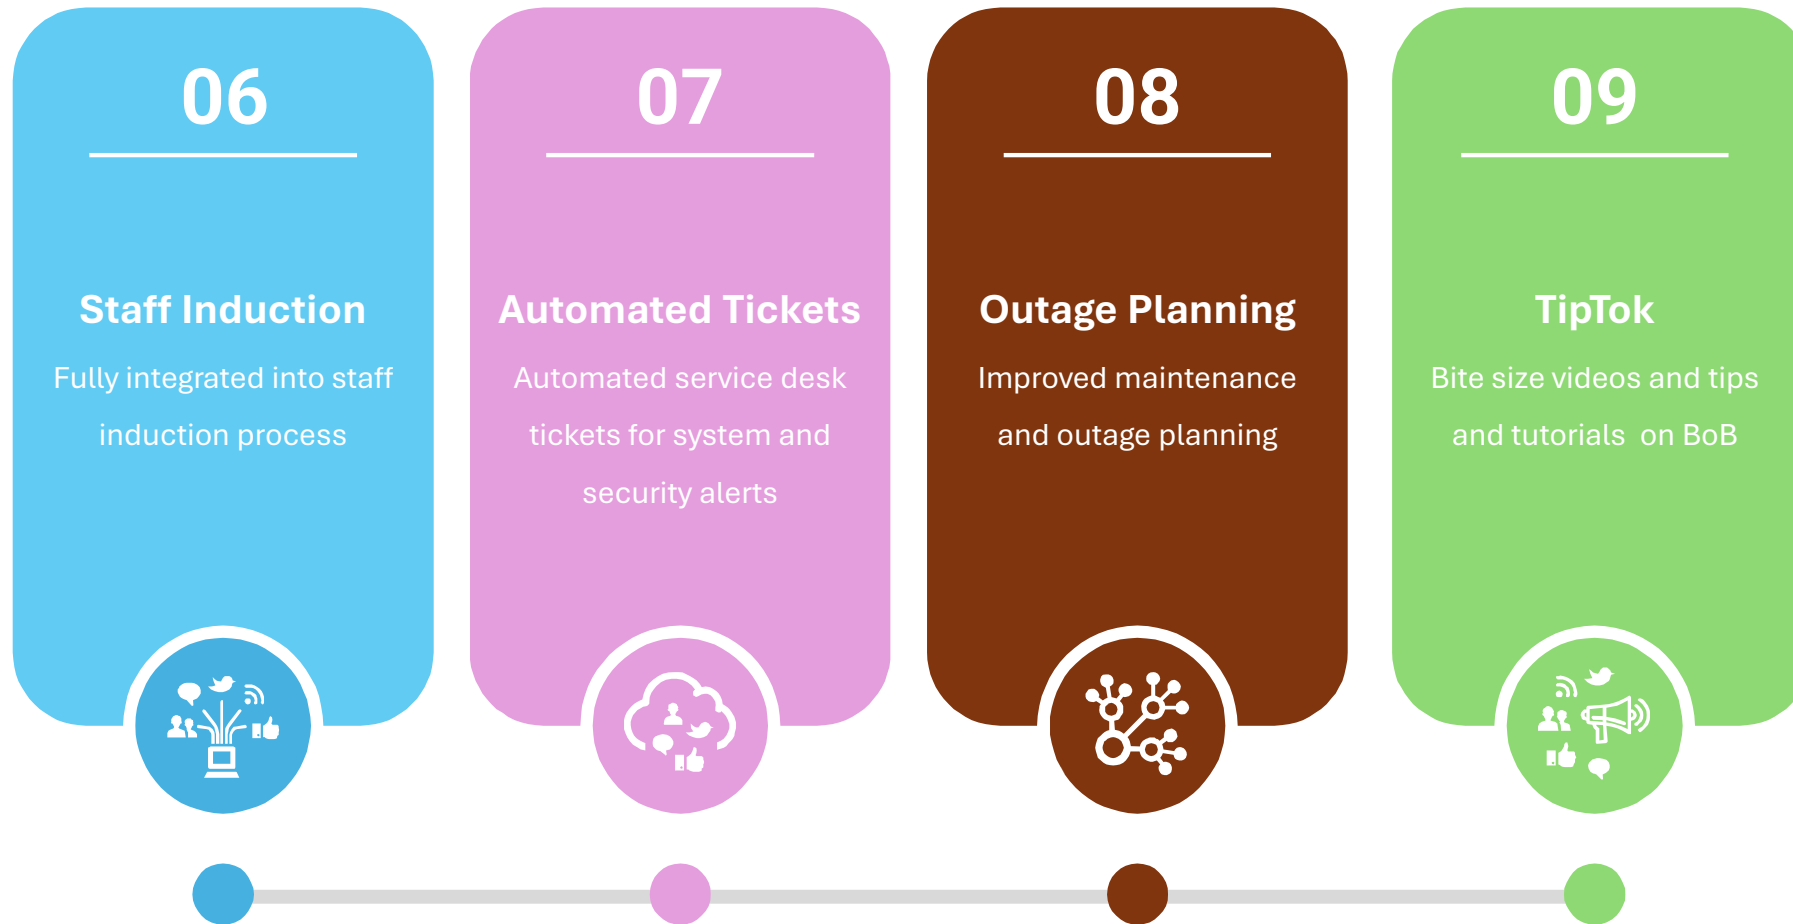 06
Staff Induction
Fully integrated into staff
induction process
07
Automated Tickets
Automated service desk
tickets for system and
security alerts
08
Outage Planning
Improved maintenance
and outage planning
09
TipTok
Bite size videos and tips
and tutorials  on BoB